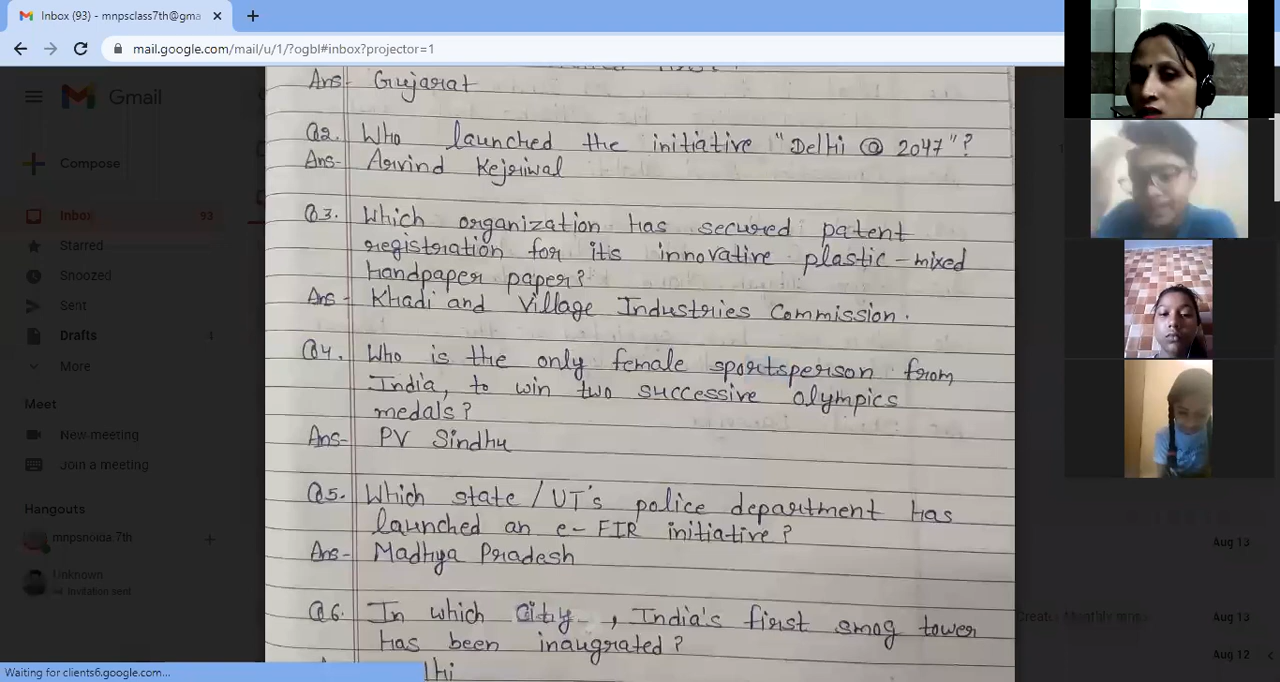 Inbox (93) - mnpsclass7th@gma
mail.google.com/mail/u/1/?ogbl#inbox?projector=1
Gmail
Compose
Inbox 93
Starred
Snoozed
Sent
Drafts
More
Meet
New meeting
Join a meeting
Hangouts
mnpsnoida 7th
Unknown
Invitation sent
Ans- Gujarat
Q2. Who launched the initiative "Delhi @ 2047"?
Ans- Arvind Kejriwal
Q3. Which organization has secured patent
registration for its innovative plastic-mixed
handpaper paper?
Ans- Khadi and Village Industries Commission.
Q4. Who is the only female sportsperson from
India, to win two successive olympics
medals?
Ans- PV Sindhu
Q5. Which state/UT's police department has
launched an e-FIR initiative?
Ans- Madhya Pradesh
Q6. In which city, India's first smog tower
has been inaugrated?
Aug 13
Aug 13
Aug 12
Waiting for clients6.google.com...